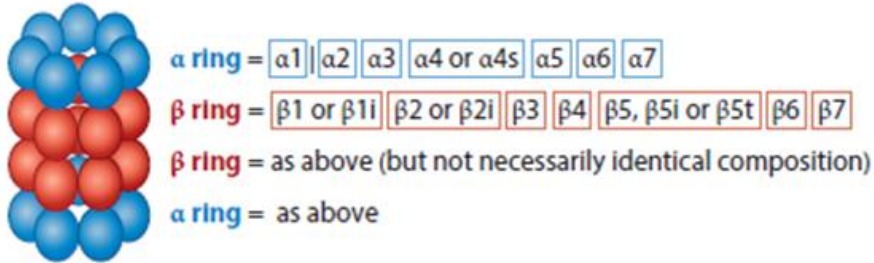 α ring = α1 | α2 α3 α4 or α4s α5 α6 α7
β ring = β1 or β1i β2 or β2i β3 β4 β5, β5i or β5t β6 β7
β ring = as above (but not necessarily identical composition)
α ring = as above